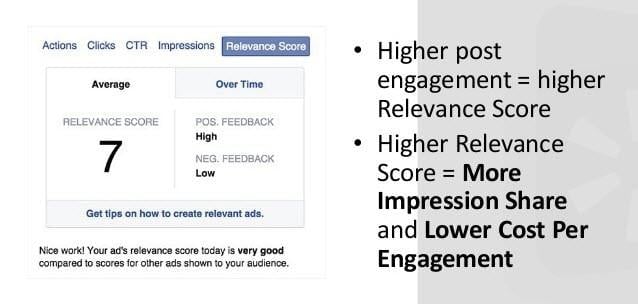 Actions Clicks CTR Impressions Relevance Score
Average Over Time
RELEVANCE SCORE
7
POS. FEEDBACK
High
NEG. FEEDBACK
Low
Get tips on how to create relevant ads.
Nice work! Your ad's relevance score today is very good
compared to scores for other ads shown to your audience.
• Higher post
engagement = higher
Relevance Score
• Higher Relevance
Score = More
Impression Share
and Lower Cost Per
Engagement